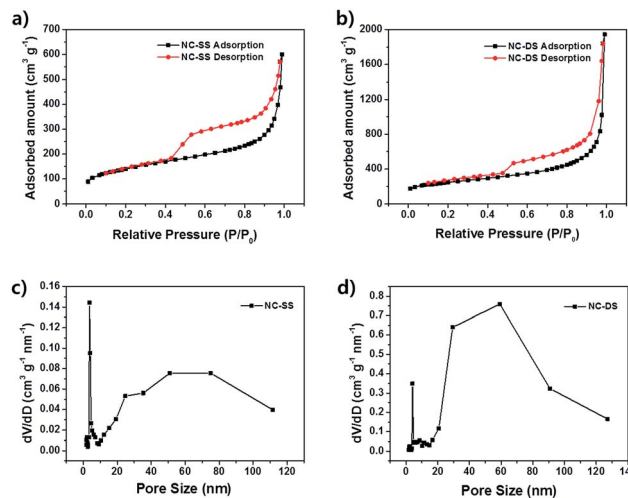 a)
700
600
500
400
300
200
100
0
Adsorbed amount (cm³ g⁻¹)
NC-SS Adsorption
NC-SS Desorption
0.0 0.2 0.4 0.6 0.8 1.0
Relative Pressure (P/P₀)
b)
2000
1600
1200
800
400
0
Adsorbed amount (cm³ g⁻¹)
NC-DS Adsorption
NC-DS Desorption
0.0 0.2 0.4 0.6 0.8 1.0
Relative Pressure (P/P₀)
c)
0.16
0.14
0.12
0.10
0.08
0.06
0.04
0.02
0.00
dV/dD (cm³ g⁻¹ nm⁻¹)
NC-SS
0 20 40 60 80 100 120
Pore Size (nm)
d)
0.8
0.7
0.6
0.5
0.4
0.3
0.2
0.1
0.0
dV/dD (cm³ g⁻¹ nm⁻¹)
NC-DS
0 20 40 60 80 100 120
Pore Size (nm)